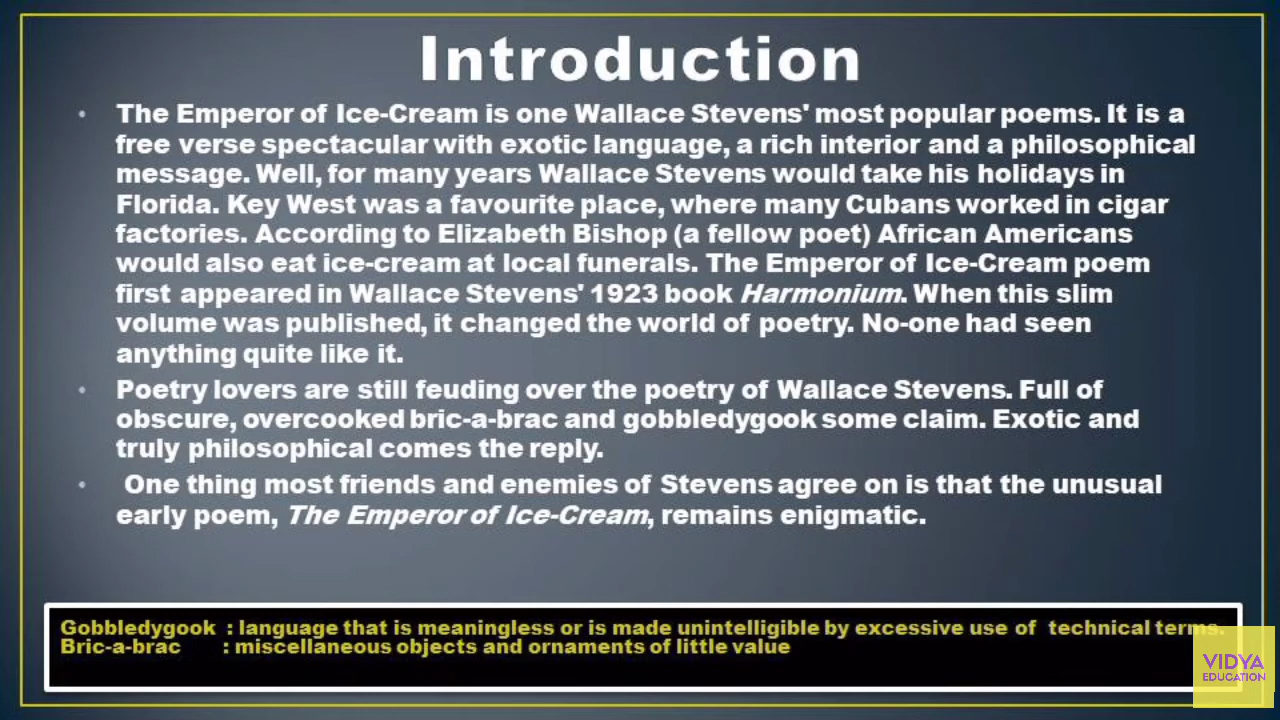 Introduction
• The Emperor of Ice-Cream is one Wallace Stevens' most popular poems. It is a
free verse spectacular with exotic language, a rich interior and a philosophical
message. Well, for many years Wallace Stevens would take his holidays in
Florida. Key West was a favourite place, where many Cubans worked in cigar
factories. According to Elizabeth Bishop (a fellow poet) African Americans
would also eat ice-cream at local funerals. The Emperor of Ice-Cream poem
first appeared in Wallace Stevens' 1923 book Harmonium. When this slim
volume was published, it changed the world of poetry. No-one had seen
anything quite like it.
• Poetry lovers are still feuding over the poetry of Wallace Stevens. Full of
obscure, overcooked bric-a-brac and gobbledygook some claim. Exotic and
truly philosophical comes the reply.
• One thing most friends and enemies of Stevens agree on is that the unusual
early poem, The Emperor of Ice-Cream, remains enigmatic.
Gobbledygook : language that is meaningless or is made unintelligible by excessive use of technical terms.
Bric-a-brac : miscellaneous objects and ornaments of little value
VIDYA
EDUCATION